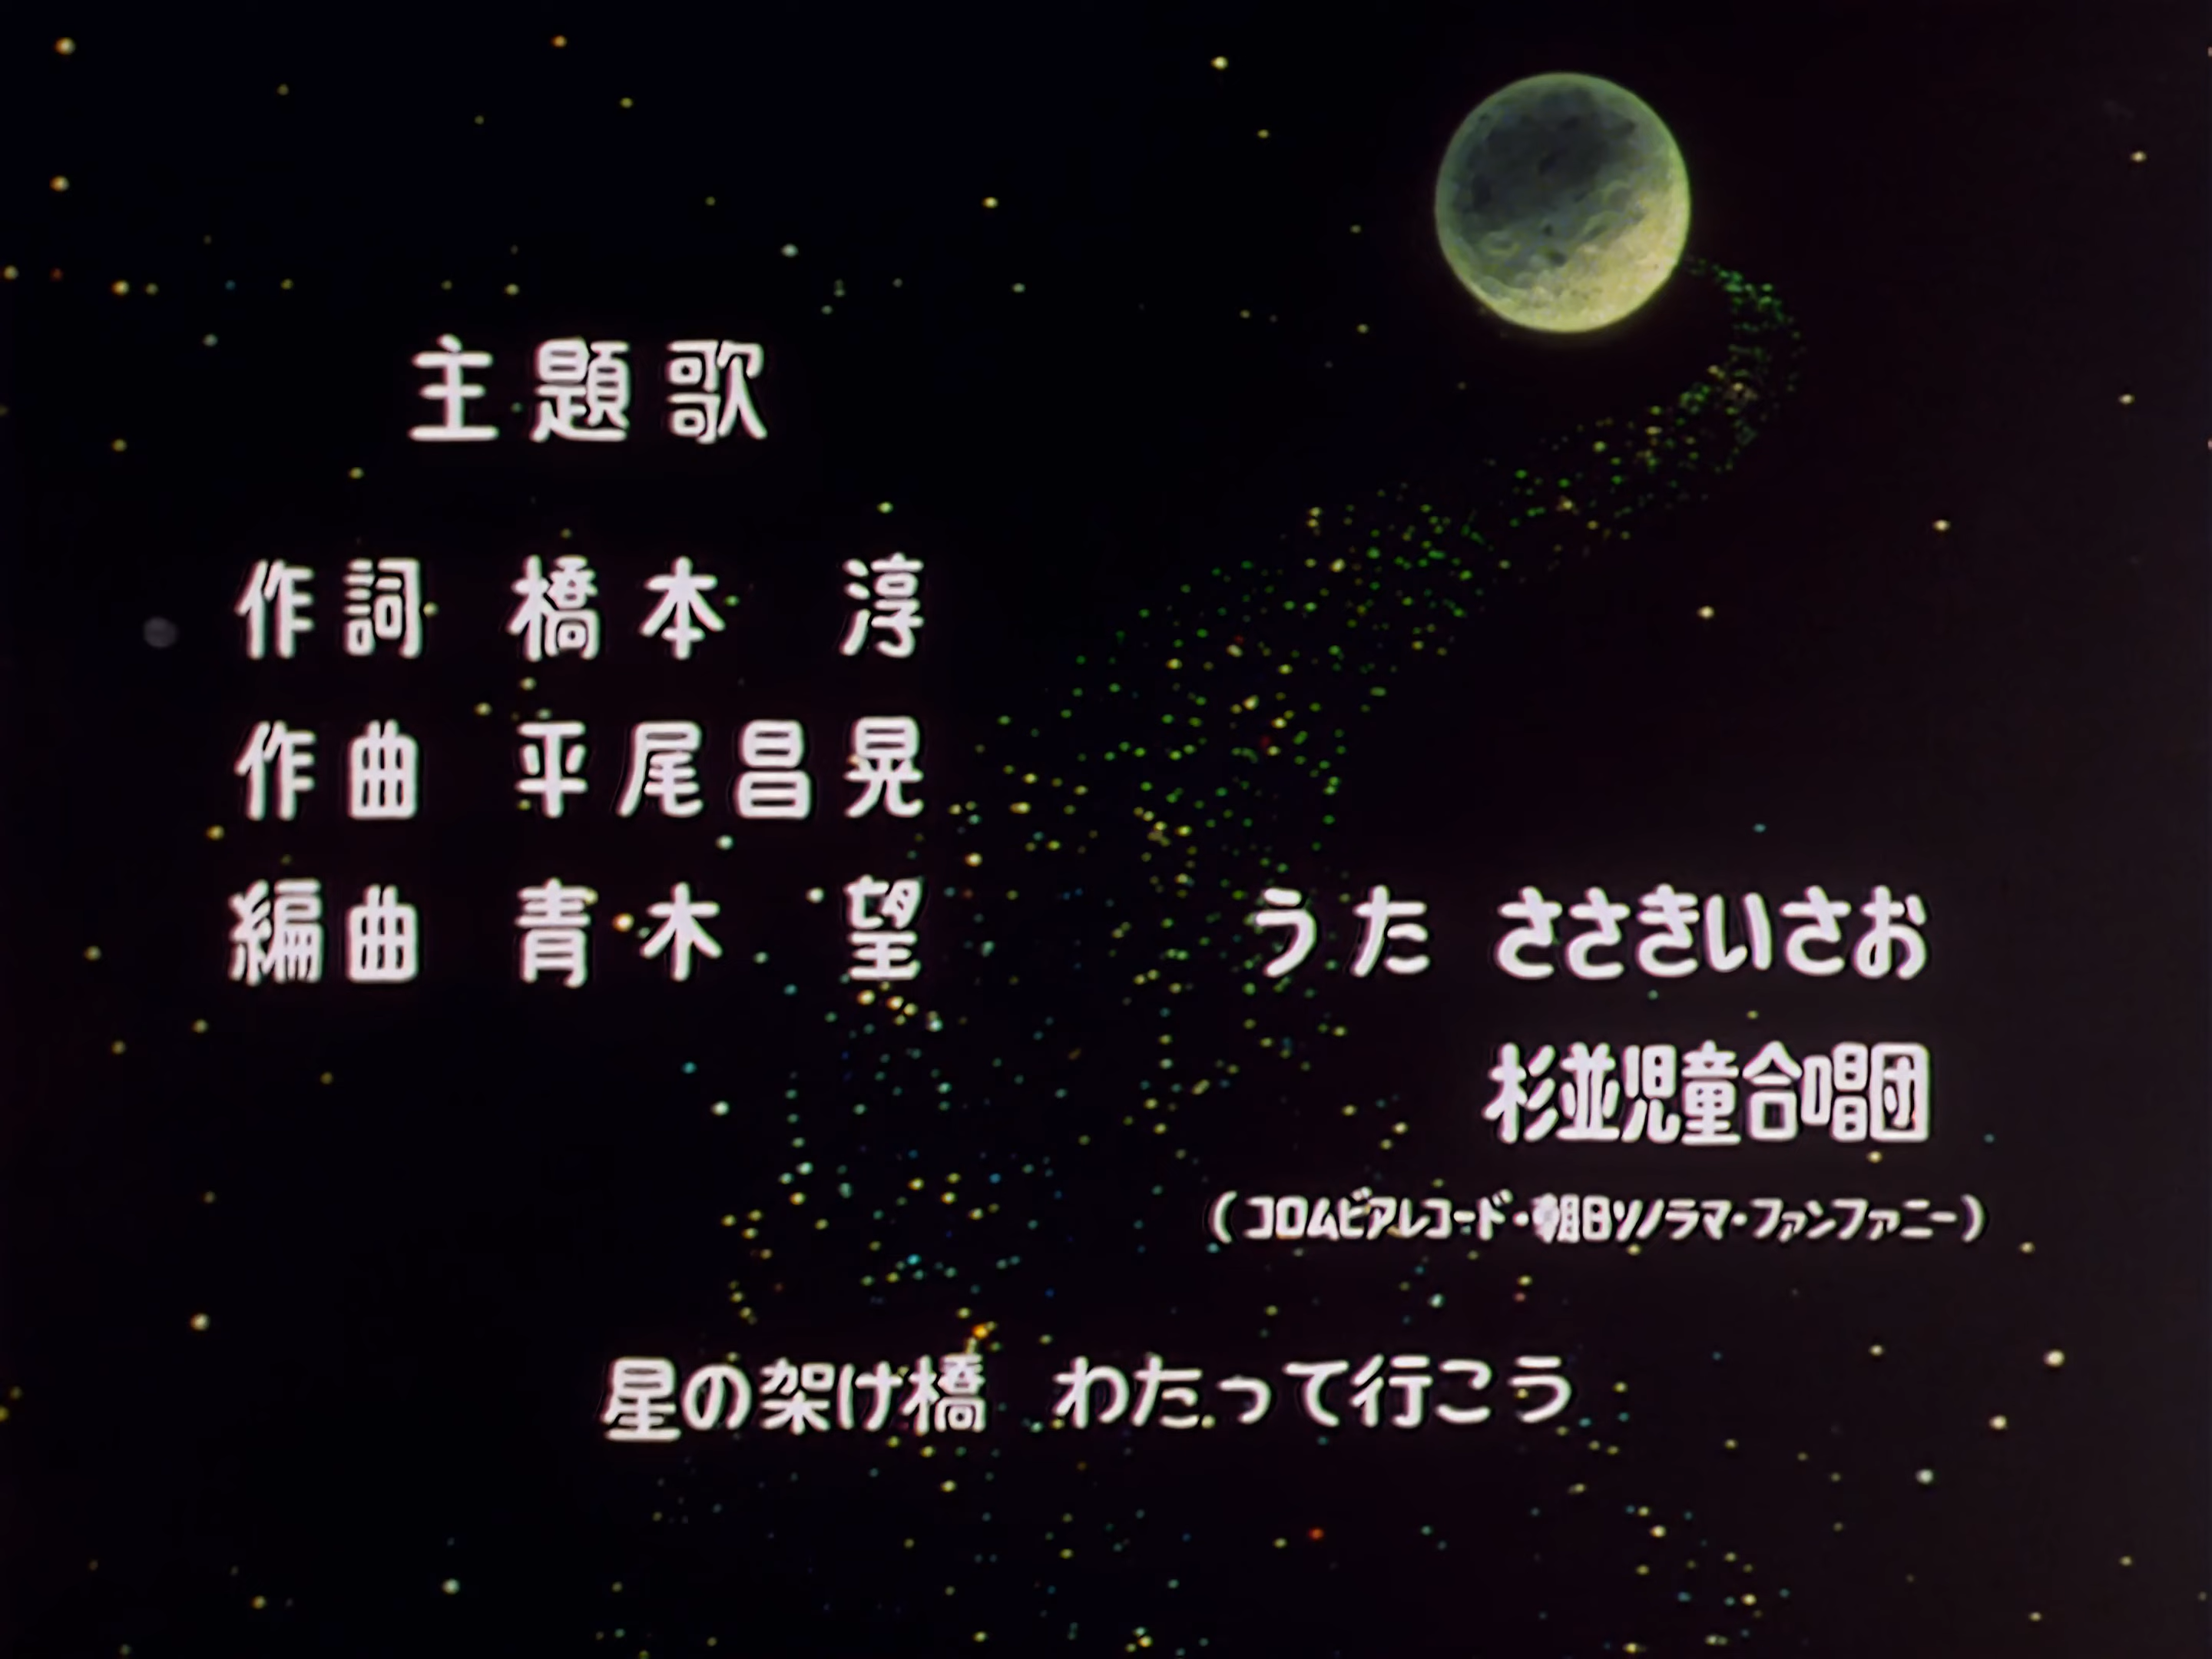 主題歌
作詞 橋本 淳
作曲 平尾昌晃
編曲 青木 望
うた ささきいさお
杉並児童合唱団
(コロムビアレコード・朝日ソノラマ・ファンファニー)
星の架け橋 わたって行こう